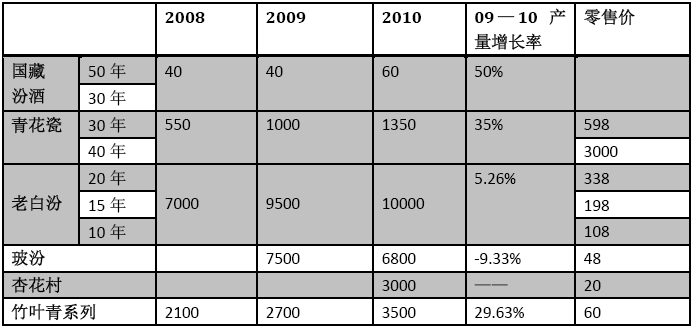 2008 2009 2010 09—10 产 零售价
量增长率
国藏 50 年 40 40 60 50%
汾酒 30 年
青花瓷 30 年 550 1000 1350 35% 598
40 年 3000
老白汾 20 年 7000 9500 10000 5.26% 338
15 年 198
10 年 108
玻汾 7500 6800 -9.33% 48
杏花村 3000 —— 20
竹叶青系列 2100 2700 3500 29.63% 60